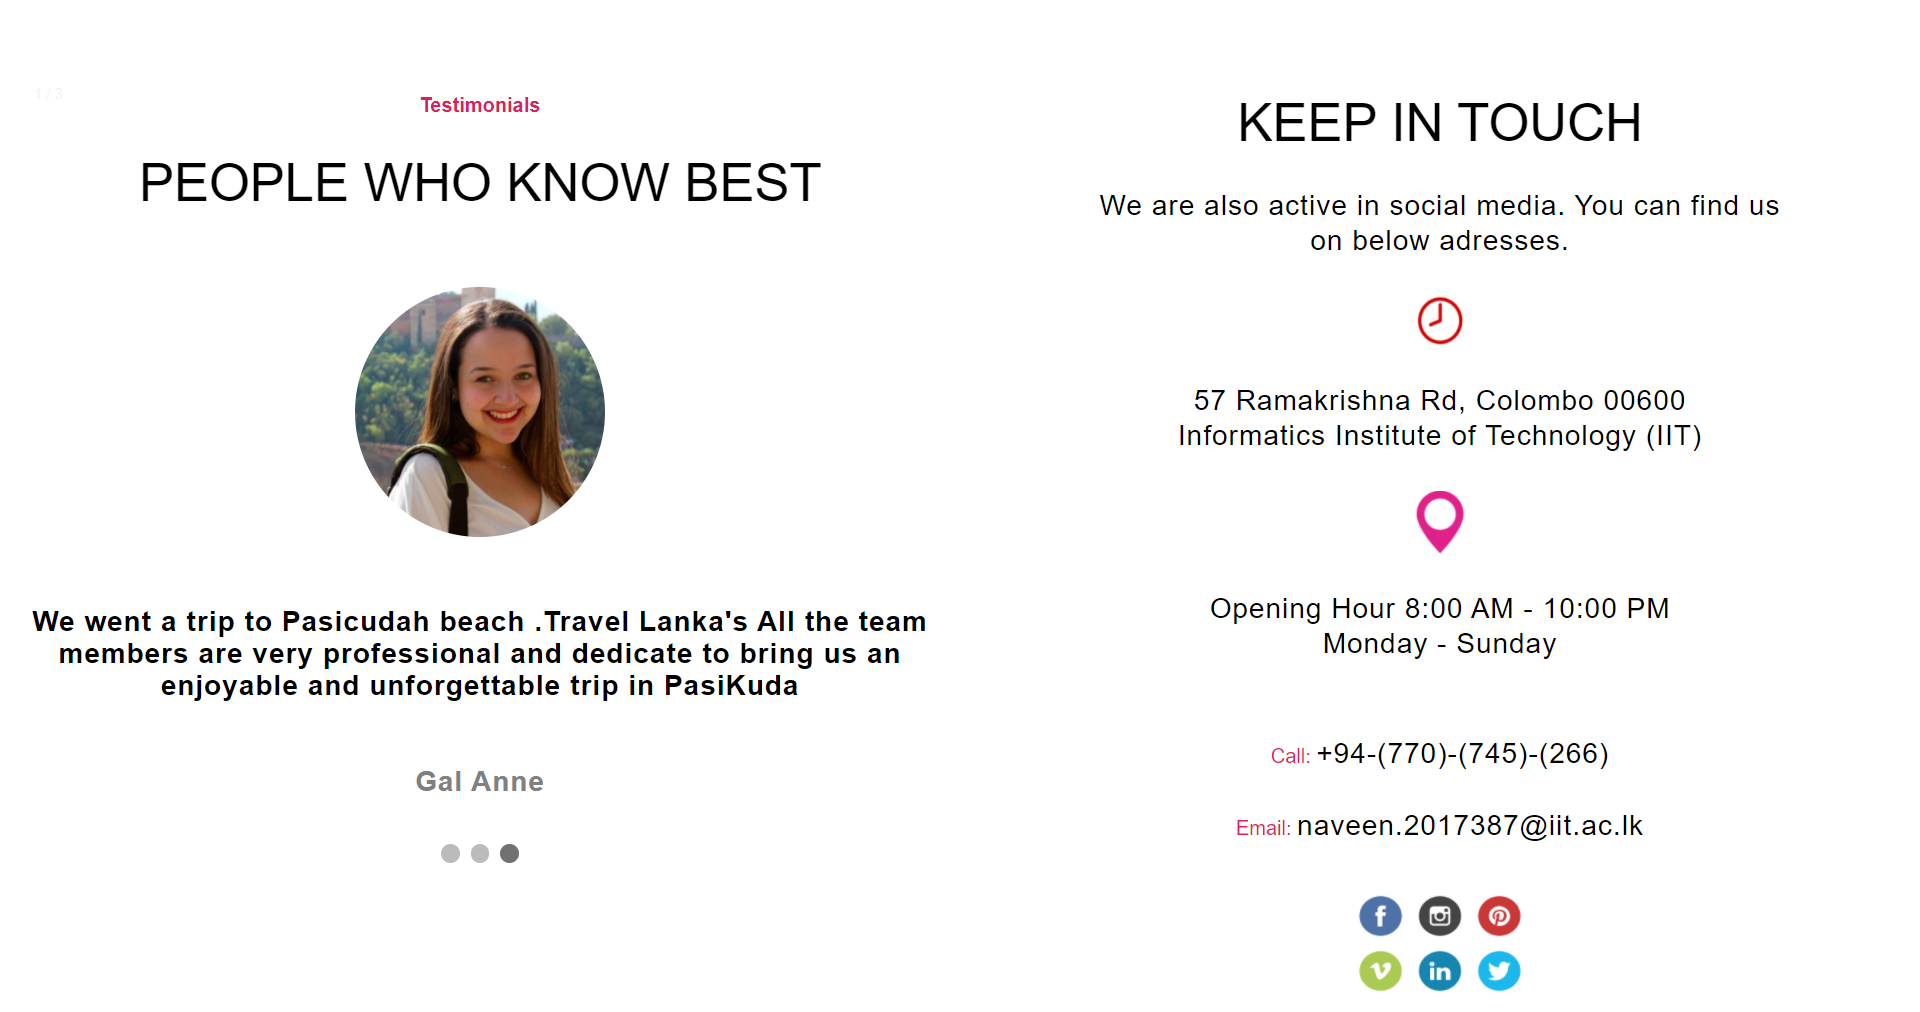 1 / 3
Testimonials
PEOPLE WHO KNOW BEST
We went a trip to Pasicudah beach .Travel Lanka's All the team
members are very professional and dedicate to bring us an
enjoyable and unforgettable trip in PasiKuda
Gal Anne
KEEP IN TOUCH
We are also active in social media. You can find us
on below adresses.
57 Ramakrishna Rd, Colombo 00600
Informatics Institute of Technology (IIT)
Opening Hour 8:00 AM - 10:00 PM
Monday - Sunday
Call: +94-(770)-(745)-(266)
Email: naveen.2017387@iit.ac.lk